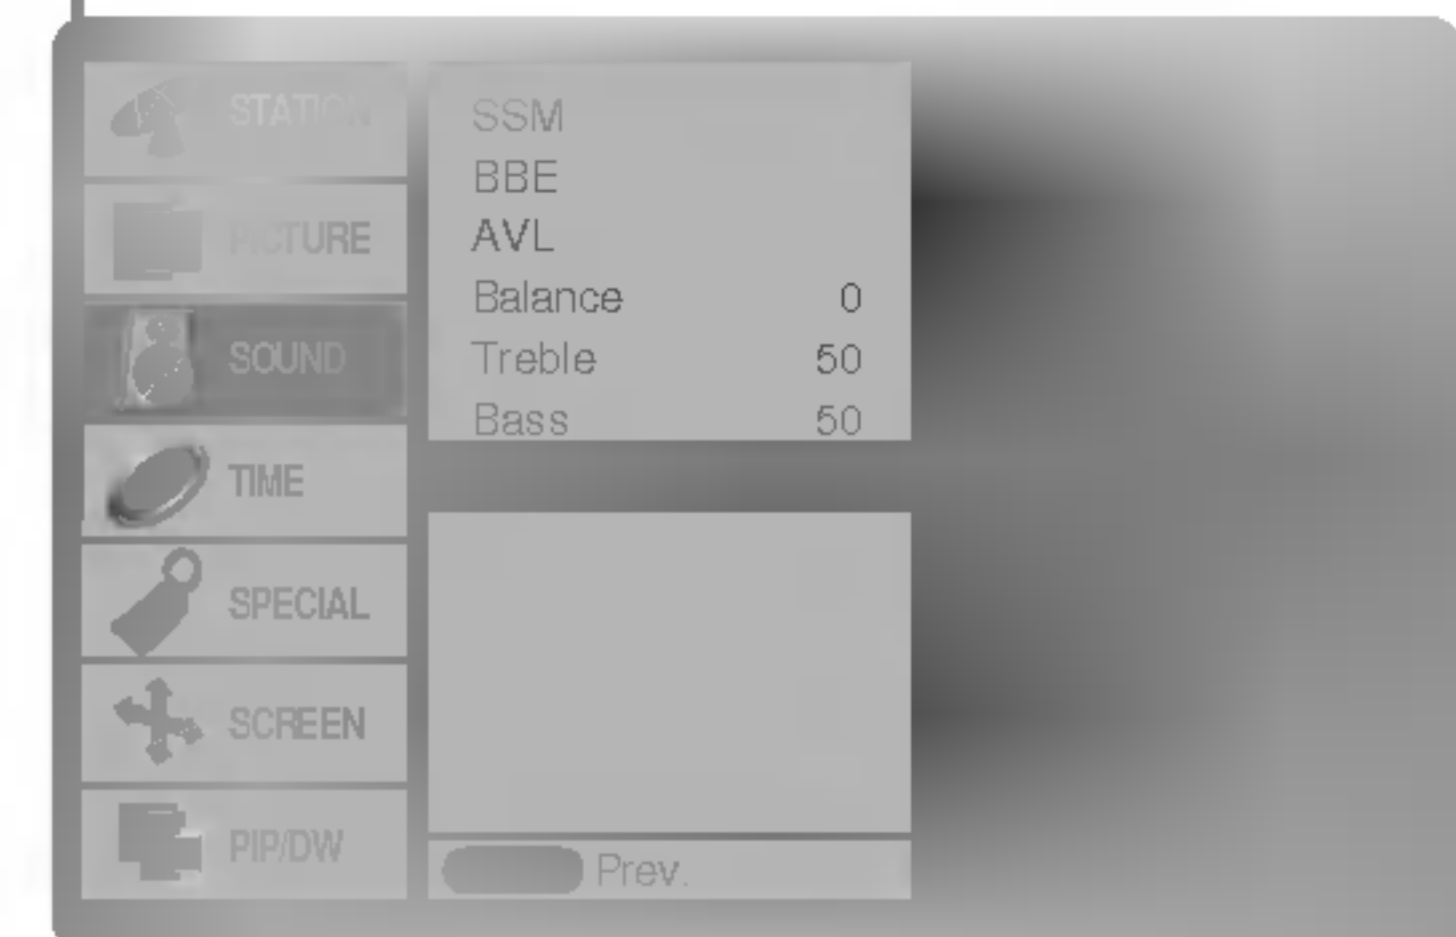 STATION
PICTURE
SOUND
TIME
SPECIAL
SCREEN
PIP/DW
SSM
BBE
AVL
Balance 0
Treble 50
Bass 50
Prev.